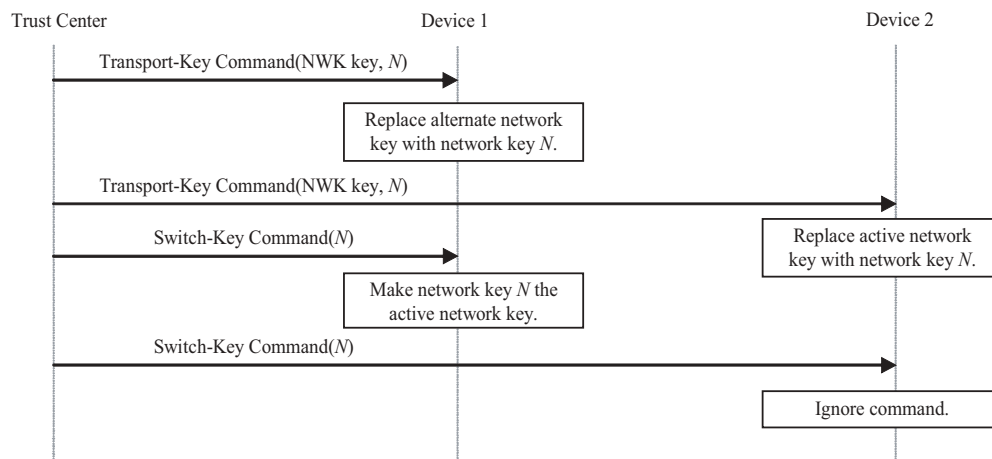 Trust Center
Device 1
Device 2
Transport-Key Command(NWK key, N)
Replace alternate network
key with network key N.
Transport-Key Command(NWK key, N)
Replace active network
key with network key N.
Switch-Key Command(N)
Make network key N the
active network key.
Switch-Key Command(N)
Ignore command.